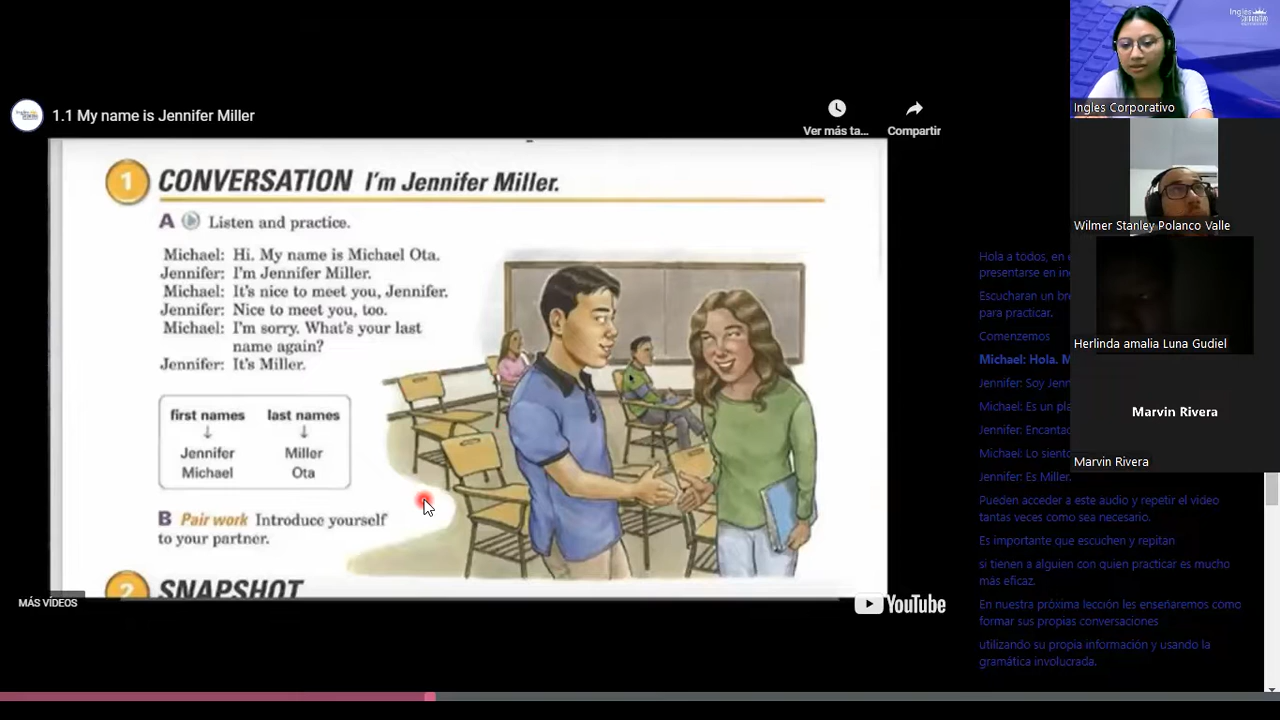 1.1 My name is Jennifer Miller
Ver más ta...
Compartir
1 CONVERSATION I'm Jennifer Miller.
A Listen and practice.
Michael: Hi. My name is Michael Ota.
Jennifer: I'm Jennifer Miller.
Michael: It's nice to meet you, Jennifer.
Jennifer: Nice to meet you, too.
Michael: I'm sorry. What's your last
name again?
Jennifer: It's Miller.
first names last names
Jennifer Miller
Michael Ota
B Pair work Introduce yourself
to your partner.
2 SNAPSHOT
MÁS VÍDEOS
YouTube
Hola a todos, en
presentarse en
Escucharan un
para practicar.
Comenzemos
Michael: Hola.
Jennifer: Soy
Michael: Es un
Jennifer:
Michael: Lo
Jennifer: Es Miller.
Pueden acceder a este audio y repetir el video
tantas veces como sea necesario.
Es importante que escuchen y repitan
si tienen a alguien con quien practicar es mucho
más eficaz.
En nuestra próxima lección les enseñaremos como
formar sus propias conversaciones
utilizando su propia información y usando la
gramática involucrada.
Ingles Corporativo
Wilmer Stanley Polanco Valle
Herlinda amalia Luna Gudiel
Marvin Rivera
Marvin Rivera